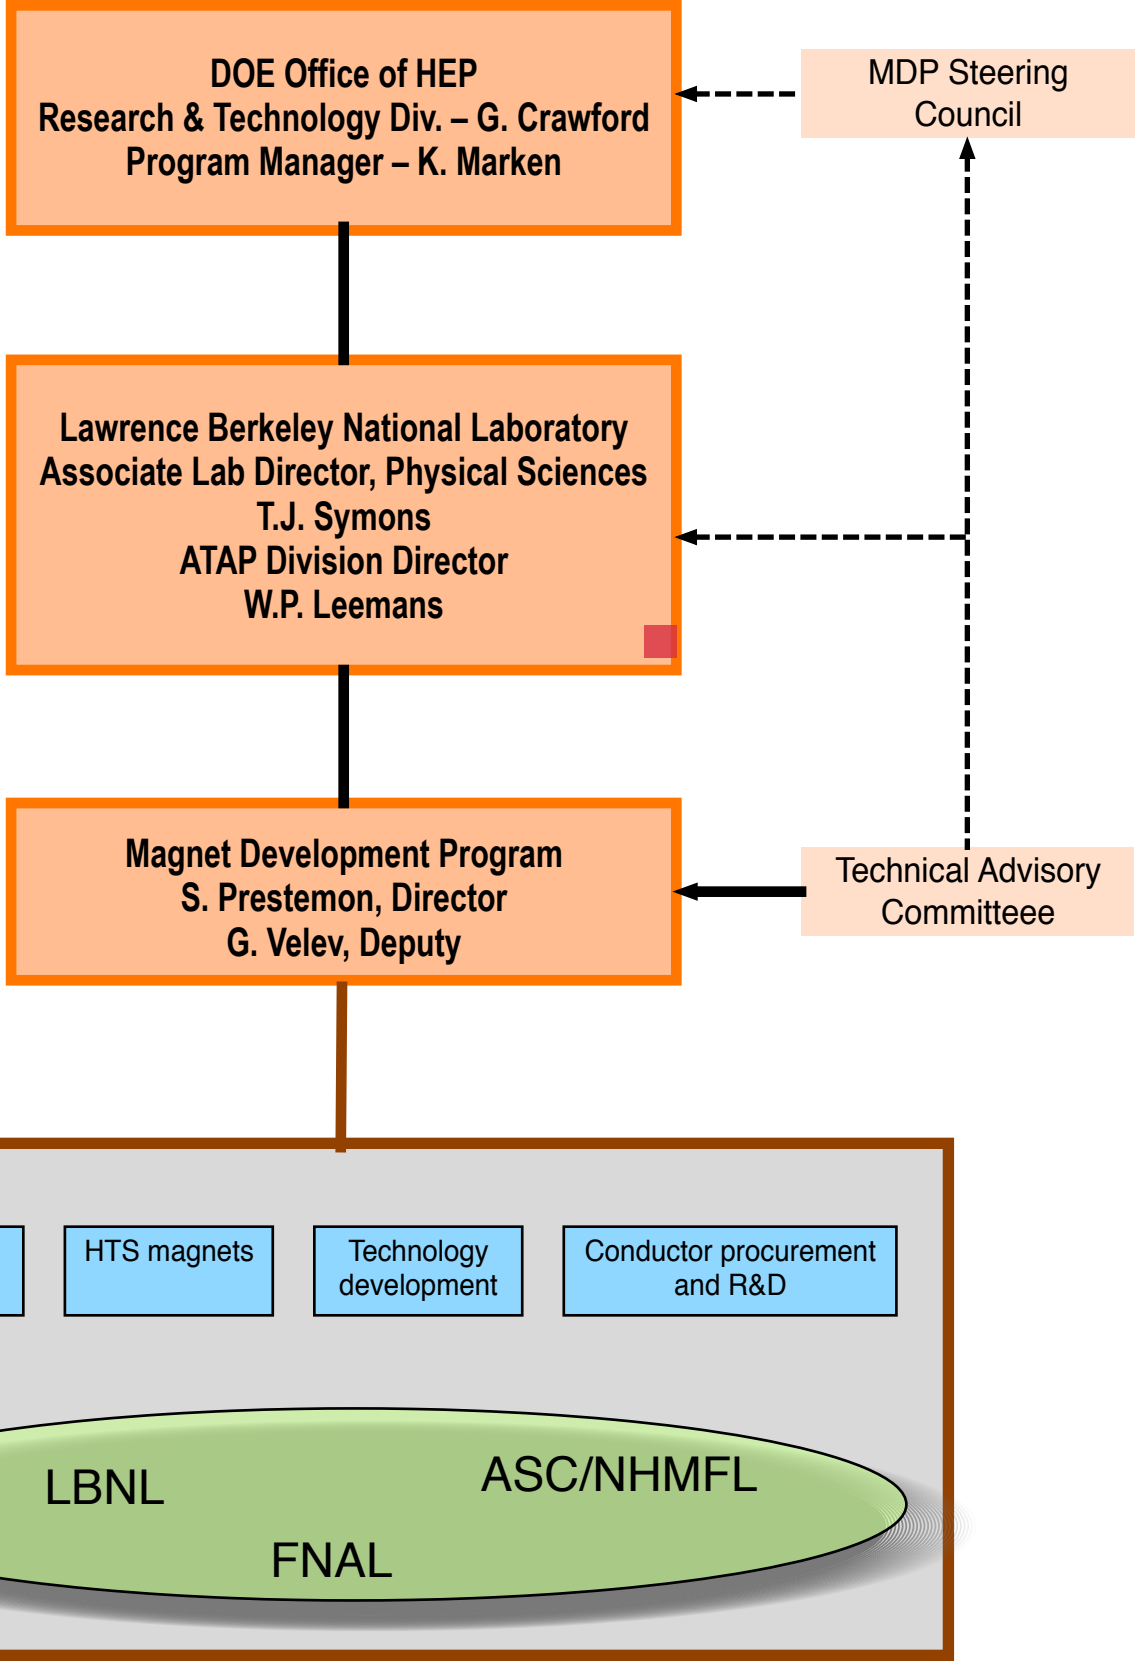 DOE Office of HEP
Research & Technology Div. – G. Crawford
Program Manager – K. Marken
MDP Steering
Council
Lawrence Berkeley National Laboratory
Associate Lab Director, Physical Sciences
T.J. Symons
ATAP Division Director
W.P. Leemans
Magnet Development Program
S. Prestemon, Director
G. Velev, Deputy
Technical Advisory
Committeee
HTS magnets
Technology
development
Conductor procurement
and R&D
LBNL
ASC/NHMFL
FNAL